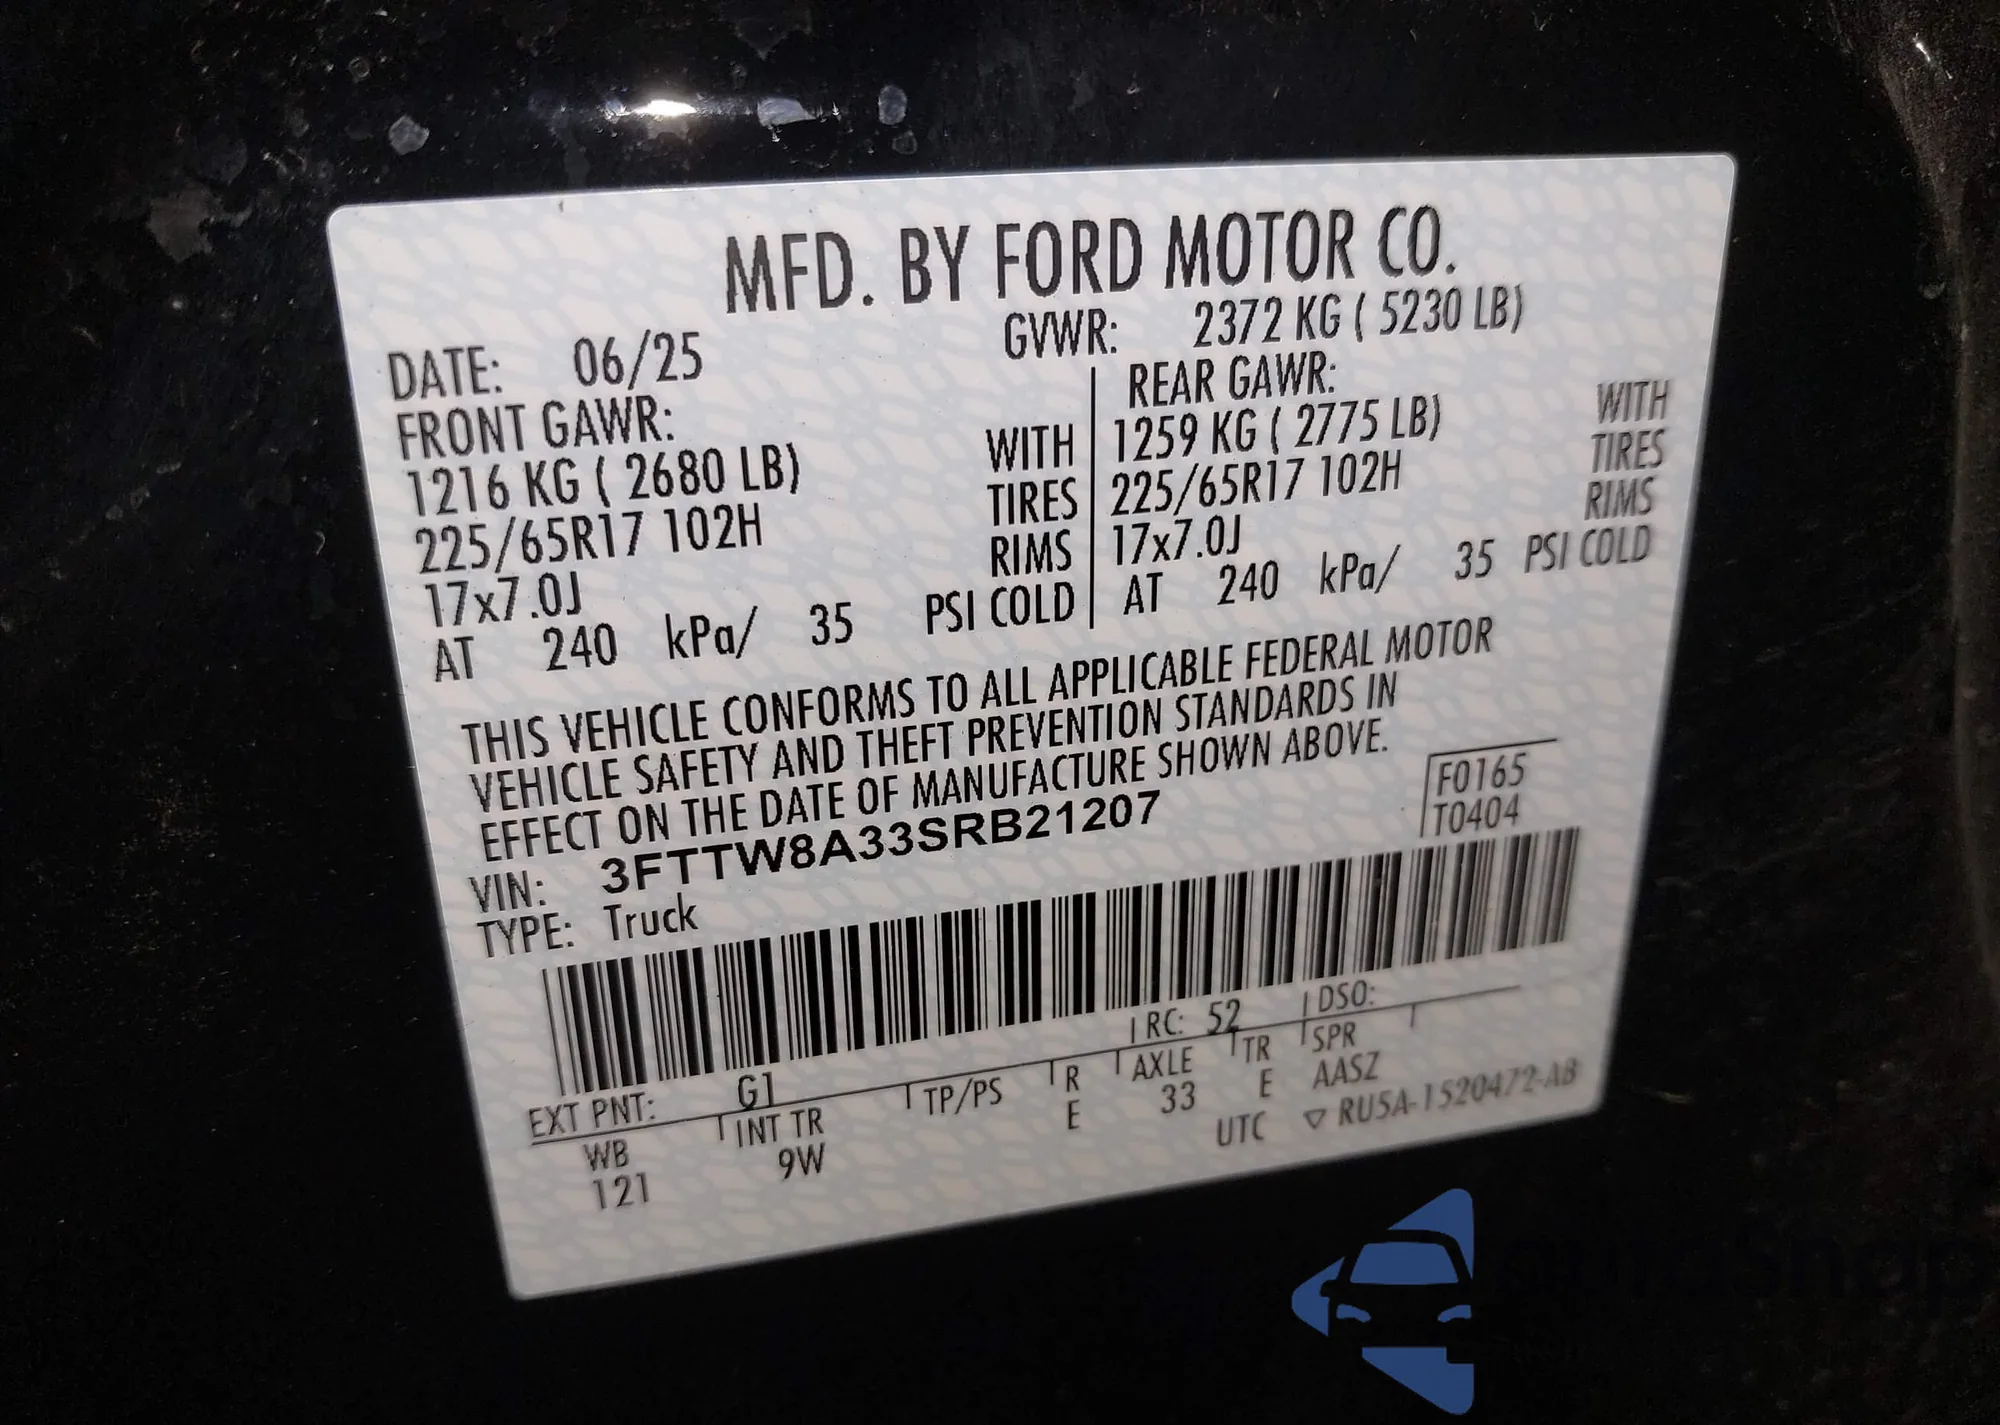 MFD. BY FORD MOTOR CO.
DATE: 06/25 GVWR: 2372 KG ( 5230 LB)
FRONT GAWR: REAR GAWR:
1216 KG ( 2680 LB) WITH 1259 KG ( 2775 LB) WITH
225/65R17 102H TIRES 225/65R17 102H TIRES
17x7.0J RIMS 17x7.0J RIMS
AT 240 kPa/ 35 PSI COLD AT 240 kPa/ 35 PSI COLD
THIS VEHICLE CONFORMS TO ALL APPLICABLE FEDERAL MOTOR
VEHICLE SAFETY AND THEFT PREVENTION STANDARDS IN
EFFECT ON THE DATE OF MANUFACTURE SHOWN ABOVE.
F0165
T0404
VIN: 3FTTW8A33SRB21207
TYPE: Truck
RC: 52 DSO:
EXT PNT: G1
WB INT TR TP/PS R AXLE TR SPR
121 9W E 33 E AASZ
UTC ▽ RU5A-1520472-AB